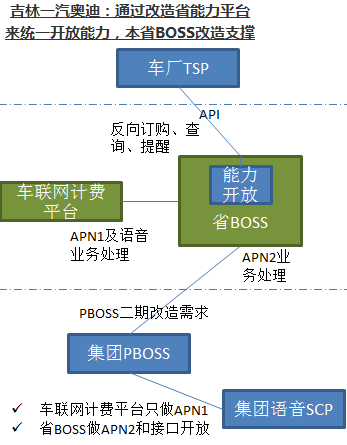 吉林一汽奥迪：通过改造省能力平台
来统一开放能力，本省BOSS改造支撑
车厂TSP
API
反向订购、查
询、提醒
能力
开放
车联网计费
平台
省BOSS
APN1及语音
业务处理
APN2业
务处理
PBOSS二期改造需求
集团PBOSS
集团语音SCP
✓ 车联网计费平台只做APN1
✓ 省BOSS做APN2和接口开放